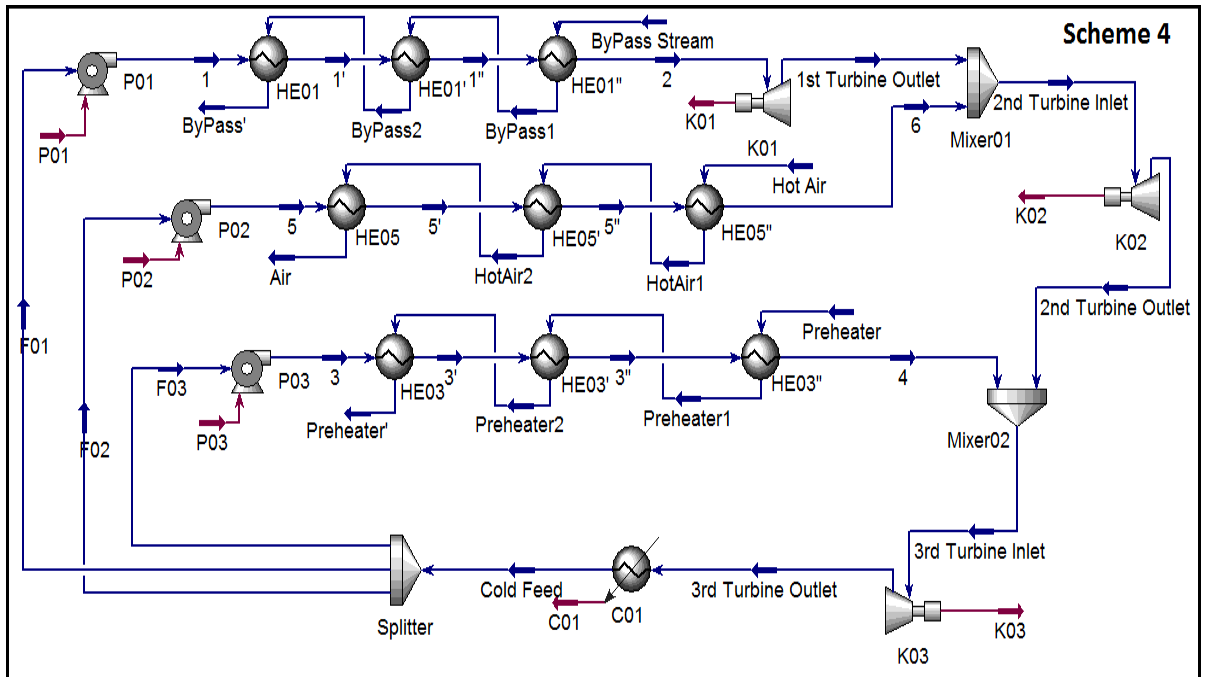 Scheme 4
ByPass Stream
P01
1
HE01
1'
HE01'
1"
HE01"
2
1st Turbine Outlet
2nd Turbine Inlet
ByPass'
ByPass2
ByPass1
K01
K01
6
Mixer01
P01
Hot Air
P02
5
HE05
5'
HE05'
5"
HE05"
K02
K02
P02
Air
HotAir2
HotAir1
2nd Turbine Outlet
F01
Preheater
F03
P03
3
HE03
3'
HE03'
3"
HE03"
4
P03
Preheater'
Preheater2
Preheater1
F02
Mixer02
3rd Turbine Inlet
Cold Feed
3rd Turbine Outlet
C01
C01
Splitter
K03
K03